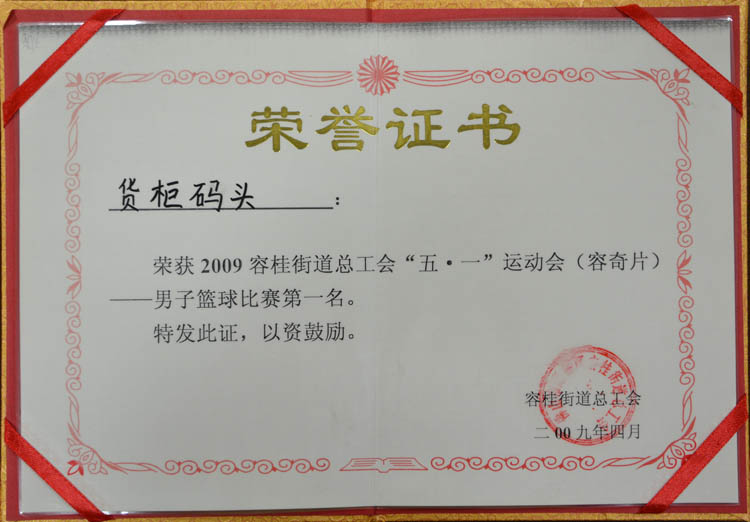 荣誉证书
货柜码头：
荣获 2009 容桂街道总工会“五·一”运动会（容奇片）
——男子篮球比赛第一名。
特发此证，以资鼓励。
容桂街道总工会
二00九年四月